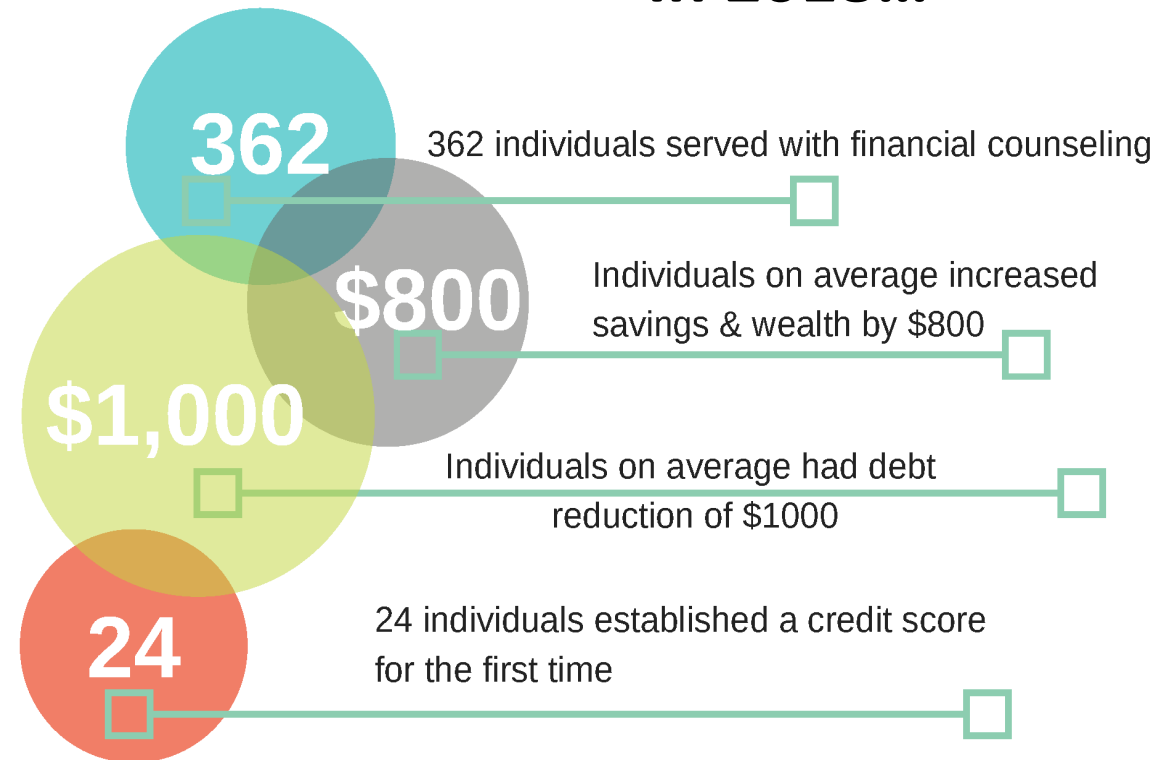 362
362 individuals served with financial counseling
$800
Individuals on average increased
savings & wealth by $800
$1,000
Individuals on average had debt
reduction of $1000
24
24 individuals established a credit score
for the first time